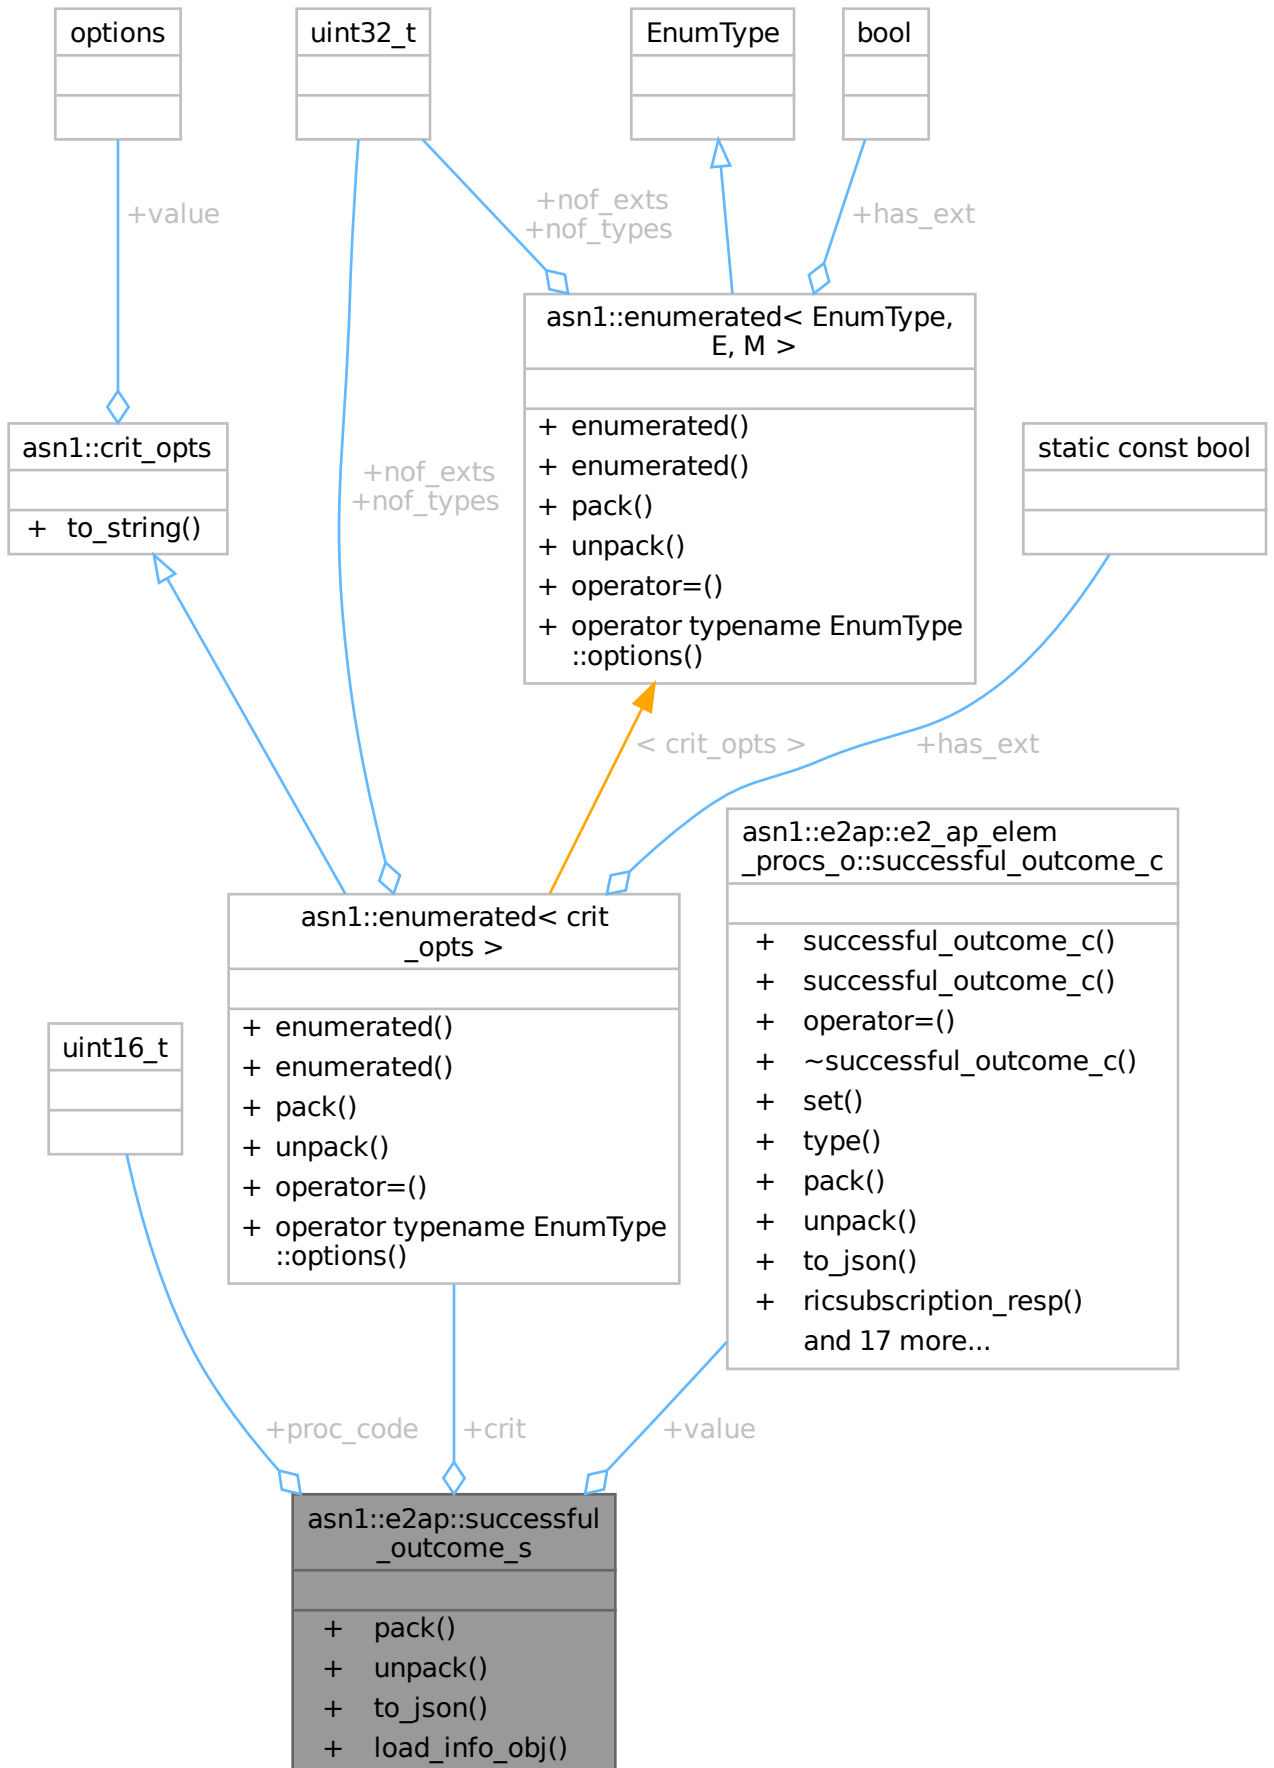 options
uint32_t
EnumType
bool
+value
+nof_exts
+nof_types
+has_ext
asn1::enumerated< EnumType,
E, M >
+ enumerated()
+ enumerated()
+ pack()
+ unpack()
+ operator=()
+ operator typename EnumType
::options()
asn1::crit_opts
+ to_string()
+nof_exts
+nof_types
static const bool
< crit_opts >
+has_ext
asn1::e2ap::e2_ap_elem
_procs_o::successful_outcome_c
+ successful_outcome_c()
+ successful_outcome_c()
+ operator=()
+ ~successful_outcome_c()
+ set()
+ type()
+ pack()
+ unpack()
+ to_json()
+ ricsubscription_resp()
and 17 more...
asn1::enumerated< crit
_opts >
+ enumerated()
+ enumerated()
+ pack()
+ unpack()
+ operator=()
+ operator typename EnumType
::options()
uint16_t
+proc_code
+crit
+value
asn1::e2ap::successful
_outcome_s
+ pack()
+ unpack()
+ to_json()
+ load_info_obj()